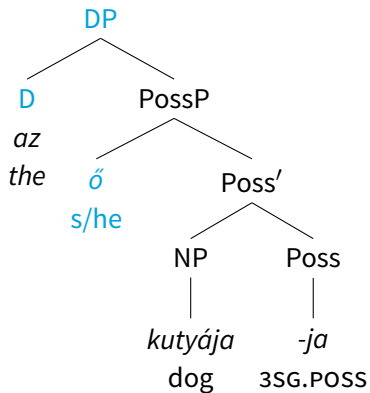 DP
D PossP
az
the
ő
s/he
Poss′
NP Poss
kutyája -ja
dog 3SG.POSS